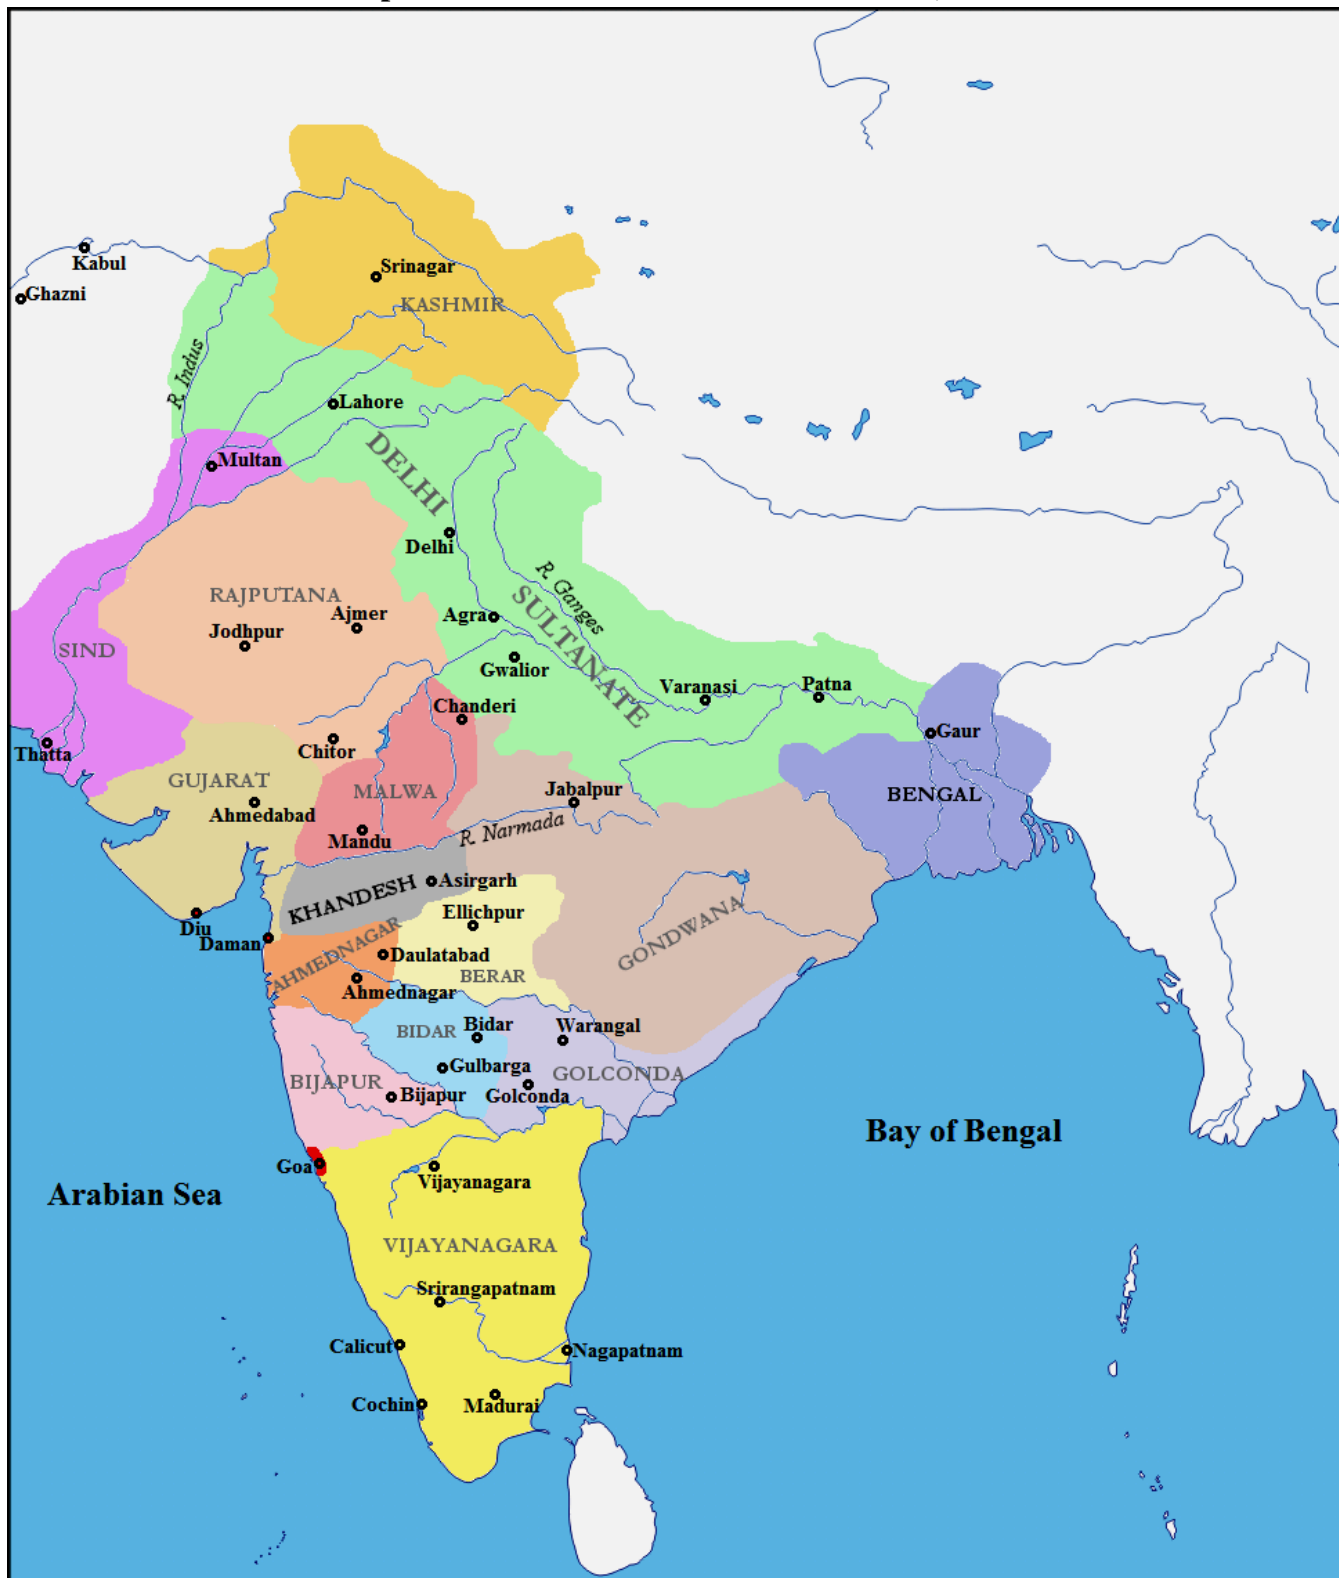 Kabul
Srinagar
Ghazni
KASHMIR
R. Indus
Lahore
Multan
DELHI
Delhi
R. Ganges
SULTANATE
RAJPUTANA
Ajmer
Agra
Jodhpur
SIND
Gwalior
Varanasi
Patna
Chanderi
Gaur
Chitor
Thatta
GUJARAT
MALWA
Jabalpur
BENGAL
Ahmedabad
Mandu
R. Narmada
KHANDESH
Asirgarh
Ellichpur
GONDWANA
Diu
Daman
AHMEDNAGAR
Daulatabad
BERAR
Ahmednagar
BIDAR
Bidar
Warangal
Gulbarga
GOLCONDA
BIJAPUR
Bijapur
Golconda
Bay of Bengal
Goa
Vijayanagara
Arabian Sea
VIJAYANAGARA
Srirangapatnam
Calicut
Nagapatnam
Cochin
Madurai